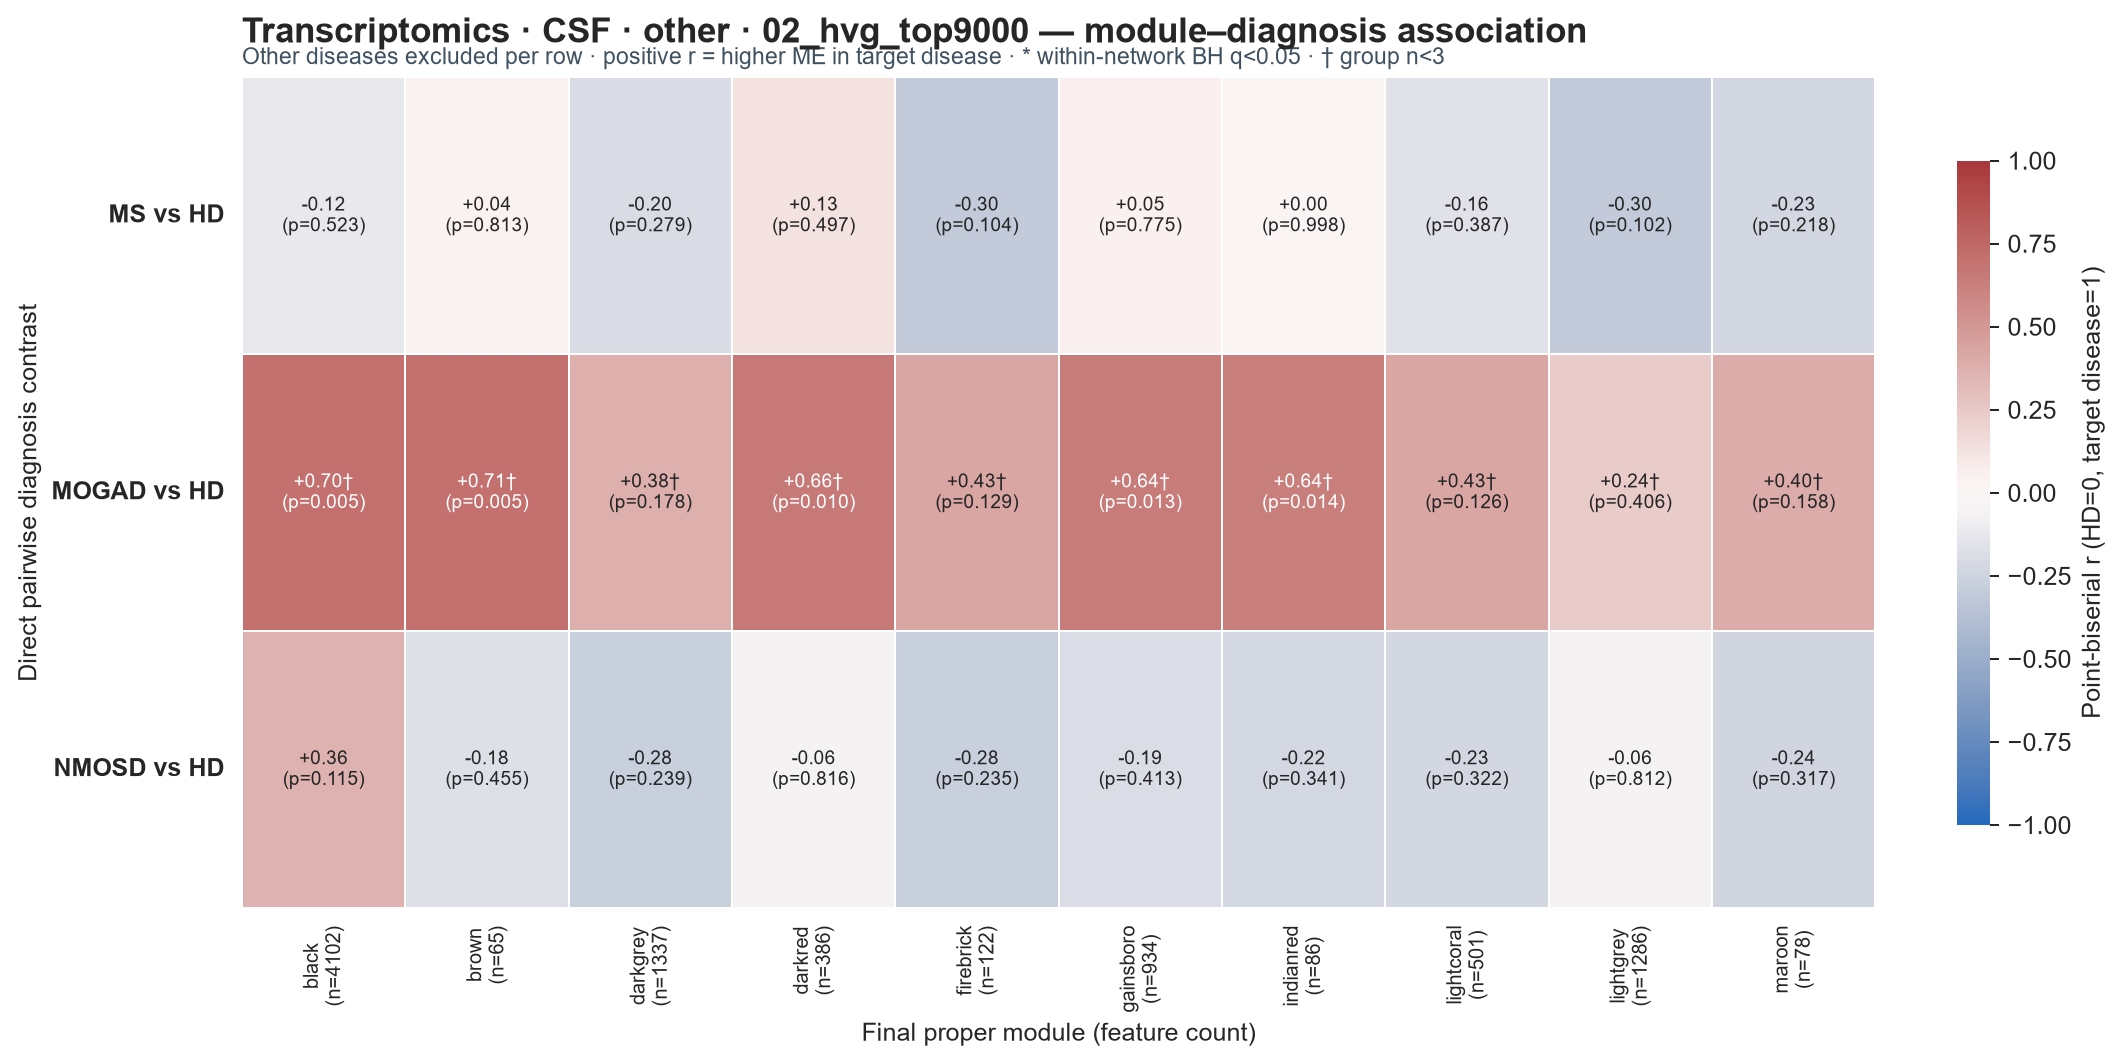 Transcriptomics · CSF · other · 02_hvg_top9000 — module–diagnosis association
Other diseases excluded per row · positive r = higher ME in target disease · * within-network BH q<0.05 · † group n<3
Direct pairwise diagnosis contrast
MS vs HD
-0.12
(p=0.523)
+0.04
(p=0.813)
-0.20
(p=0.279)
+0.13
(p=0.497)
-0.30
(p=0.104)
+0.05
(p=0.775)
+0.00
(p=0.998)
-0.16
(p=0.387)
-0.30
(p=0.102)
-0.23
(p=0.218)
MOGAD vs HD
+0.70†
(p=0.005)
+0.71†
(p=0.005)
+0.38†
(p=0.178)
+0.66†
(p=0.010)
+0.43†
(p=0.129)
+0.64†
(p=0.013)
+0.64†
(p=0.014)
+0.43†
(p=0.126)
+0.24†
(p=0.406)
+0.40†
(p=0.158)
NMOSD vs HD
+0.36
(p=0.115)
-0.18
(p=0.455)
-0.28
(p=0.239)
-0.06
(p=0.816)
-0.28
(p=0.235)
-0.19
(p=0.413)
-0.22
(p=0.341)
-0.23
(p=0.322)
-0.06
(p=0.812)
-0.24
(p=0.317)
black
(n=4102)
brown
(n=65)
darkgrey
(n=1337)
darkred
(n=386)
firebrick
(n=122)
gainsboro
(n=934)
indianred
(n=86)
lightcoral
(n=501)
lightgrey
(n=1286)
maroon
(n=78)
Final proper module (feature count)
1.00
0.75
0.50
0.25
0.00
−0.25
−0.50
−0.75
−1.00
Point-biserial r (HD=0, target disease=1)